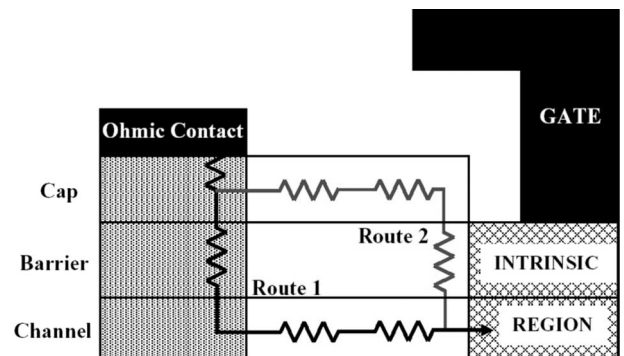 GATE
Ohmic Contact
Cap
Route 2
Barrier
INTRINSIC
Route 1
Channel
REGION